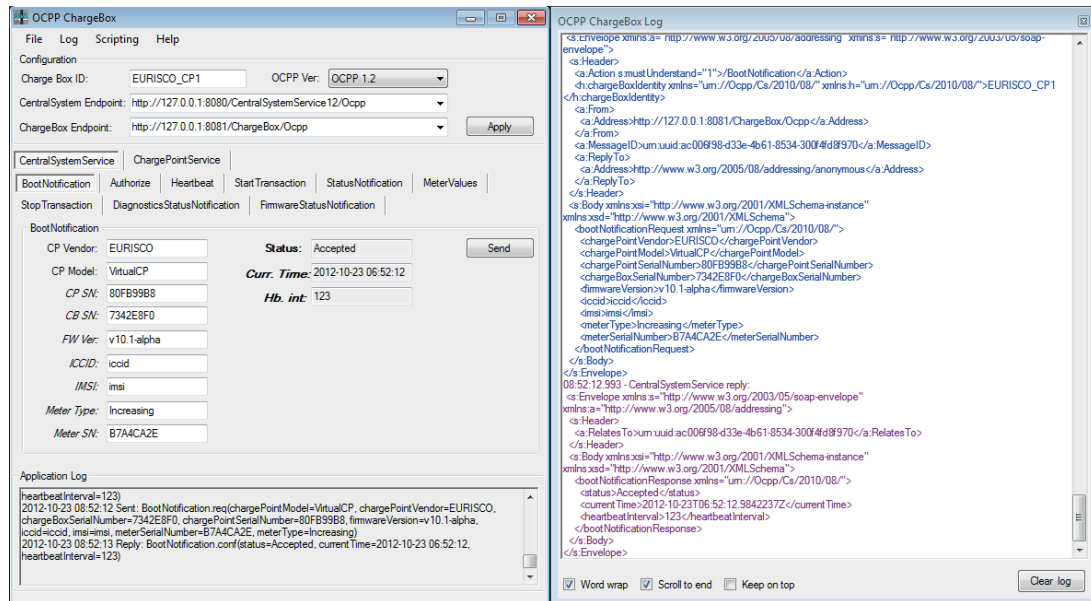 OCPP ChargeBox
File Log Scripting Help
Configuration
Charge Box ID: EURISCO_CP1 OCPP Ver: OCPP 1.2
CentralSystem Endpoint: http://127.0.0.1:8080/CentralSystemService12/Ocpp
ChargeBox Endpoint: http://127.0.0.1:8081/ChargeBox/Ocpp Apply
CentralSystemService ChargePointService
BootNotification Authorize Heartbeat StartTransaction StatusNotification MeterValues
StopTransaction DiagnosticsStatusNotification FirmwareStatusNotification
BootNotification
CP Vendor: EURISCO Status: Accepted Send
CP Model: VirtualCP Curr. Time: 2012-10-23 06:52:12
CP SN: 80FB99B8 Hb. int: 123
CB SN: 7342E8F0
FW Ver: v10.1-alpha
ICCID: iccid
IMSI: imsi
Meter Type: Increasing
Meter SN: B7A4CA2E
Application Log
heartbeatInterval=123)
2012-10-23 08:52:12 Sent: BootNotification.req(chargePointModel=VirtualCP, chargePointVendor=EURISCO,
chargeBoxSerialNumber=7342E8F0, chargePointSerialNumber=80FB99B8, firmwareVersion=v10.1-alpha,
iccid=iccid, imsi=imsi, meterSerialNumber=B7A4CA2E, meterType=Increasing)
2012-10-23 08:52:13 Reply: BootNotification.conf(status=Accepted, currentTime=2012-10-23 06:52:12,
heartbeatInterval=123)
OCPP ChargeBox Log
<s:Envelope xmlns:a="http://www.w3.org/2005/08/addressing" xmlns:s="http://www.w3.org/2003/05/soap-
envelope">
<s:Header>
<a:Action s:mustUnderstand="1">/BootNotification</a:Action>
<h:chargeBoxIdentity xmlns="urn://Ocpp/Cs/2010/08/" xmlns:h="urn://Ocpp/Cs/2010/08/">EURISCO_CP1
</h:chargeBoxIdentity>
<a:From>
<a:Address>http://127.0.0.1:8081/ChargeBox/Ocpp</a:Address>
</a:From>
<a:MessageID>urn:uuid:ac006f98-d33e-4b61-8534-300f4fd8f970</a:MessageID>
<a:ReplyTo>
<a:Address>http://www.w3.org/2005/08/addressing/anonymous</a:Address>
</a:ReplyTo>
</s:Header>
<s:Body xmlns:xsi="http://www.w3.org/2001/XMLSchema-instance"
xmlns:xsd="http://www.w3.org/2001/XMLSchema">
<bootNotificationRequest xmlns="urn://Ocpp/Cs/2010/08/">
<chargePointVendor>EURISCO</chargePointVendor>
<chargePointModel>VirtualCP</chargePointModel>
<chargePointSerialNumber>80FB99B8</chargePointSerialNumber>
<chargeBoxSerialNumber>7342E8F0</chargeBoxSerialNumber>
<firmwareVersion>v10.1-alpha</firmwareVersion>
<iccid>iccid</iccid>
<imsi>imsi</imsi>
<meterType>Increasing</meterType>
<meterSerialNumber>B7A4CA2E</meterSerialNumber>
</bootNotificationRequest>
</s:Body>
</s:Envelope>
08:52:12.993 - CentralSystemService reply:
<s:Envelope xmlns:s="http://www.w3.org/2003/05/soap-envelope"
xmlns:a="http://www.w3.org/2005/08/addressing">
<s:Header>
<a:RelatesTo>urn:uuid:ac006f98-d33e-4b61-8534-300f4fd8f970</a:RelatesTo>
</s:Header>
<s:Body xmlns:xsi="http://www.w3.org/2001/XMLSchema-instance"
xmlns:xsd="http://www.w3.org/2001/XMLSchema">
<bootNotificationResponse xmlns="urn://Ocpp/Cs/2010/08/">
<status>Accepted</status>
<currentTime>2012-10-23T06:52:12.9842237Z</currentTime>
<heartbeatInterval>123</heartbeatInterval>
</bootNotificationResponse>
</s:Body>
</s:Envelope>
Word wrap Scroll to end Keep on top Clear log